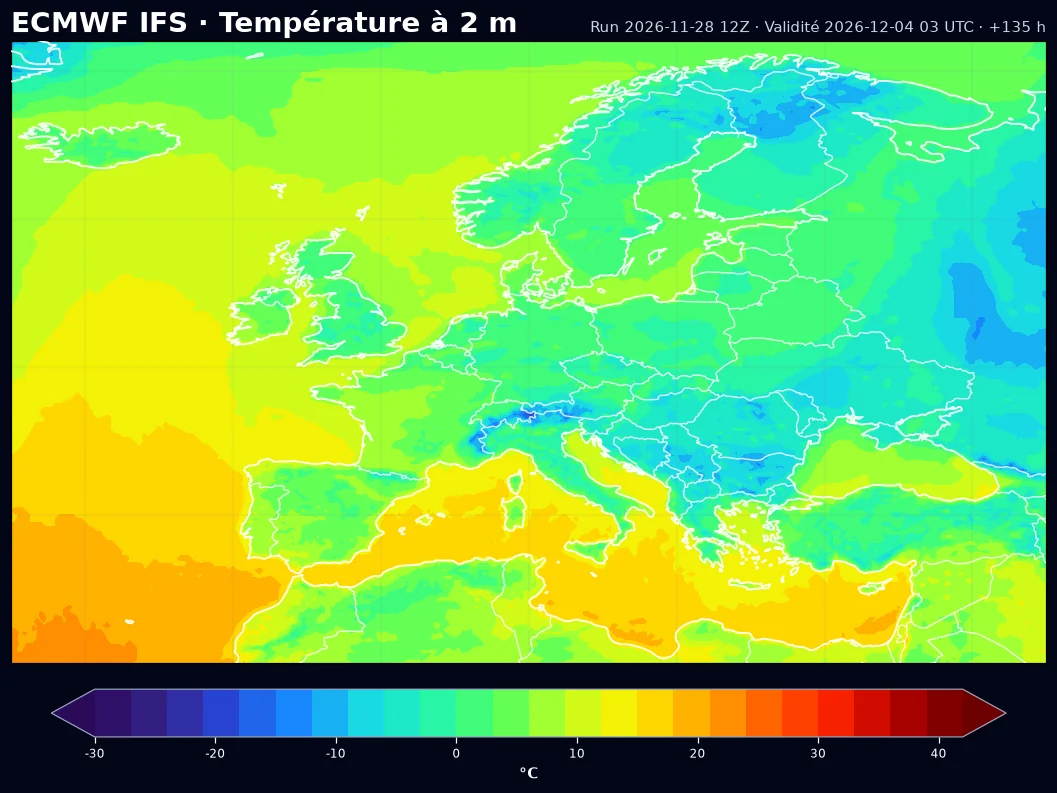 ECMWF IFS · Température à 2 m
Run 2026-11-28 12Z · Validité 2026-12-04 03 UTC · +135 h
-30 -20 -10 0 10 20 30 40
°C